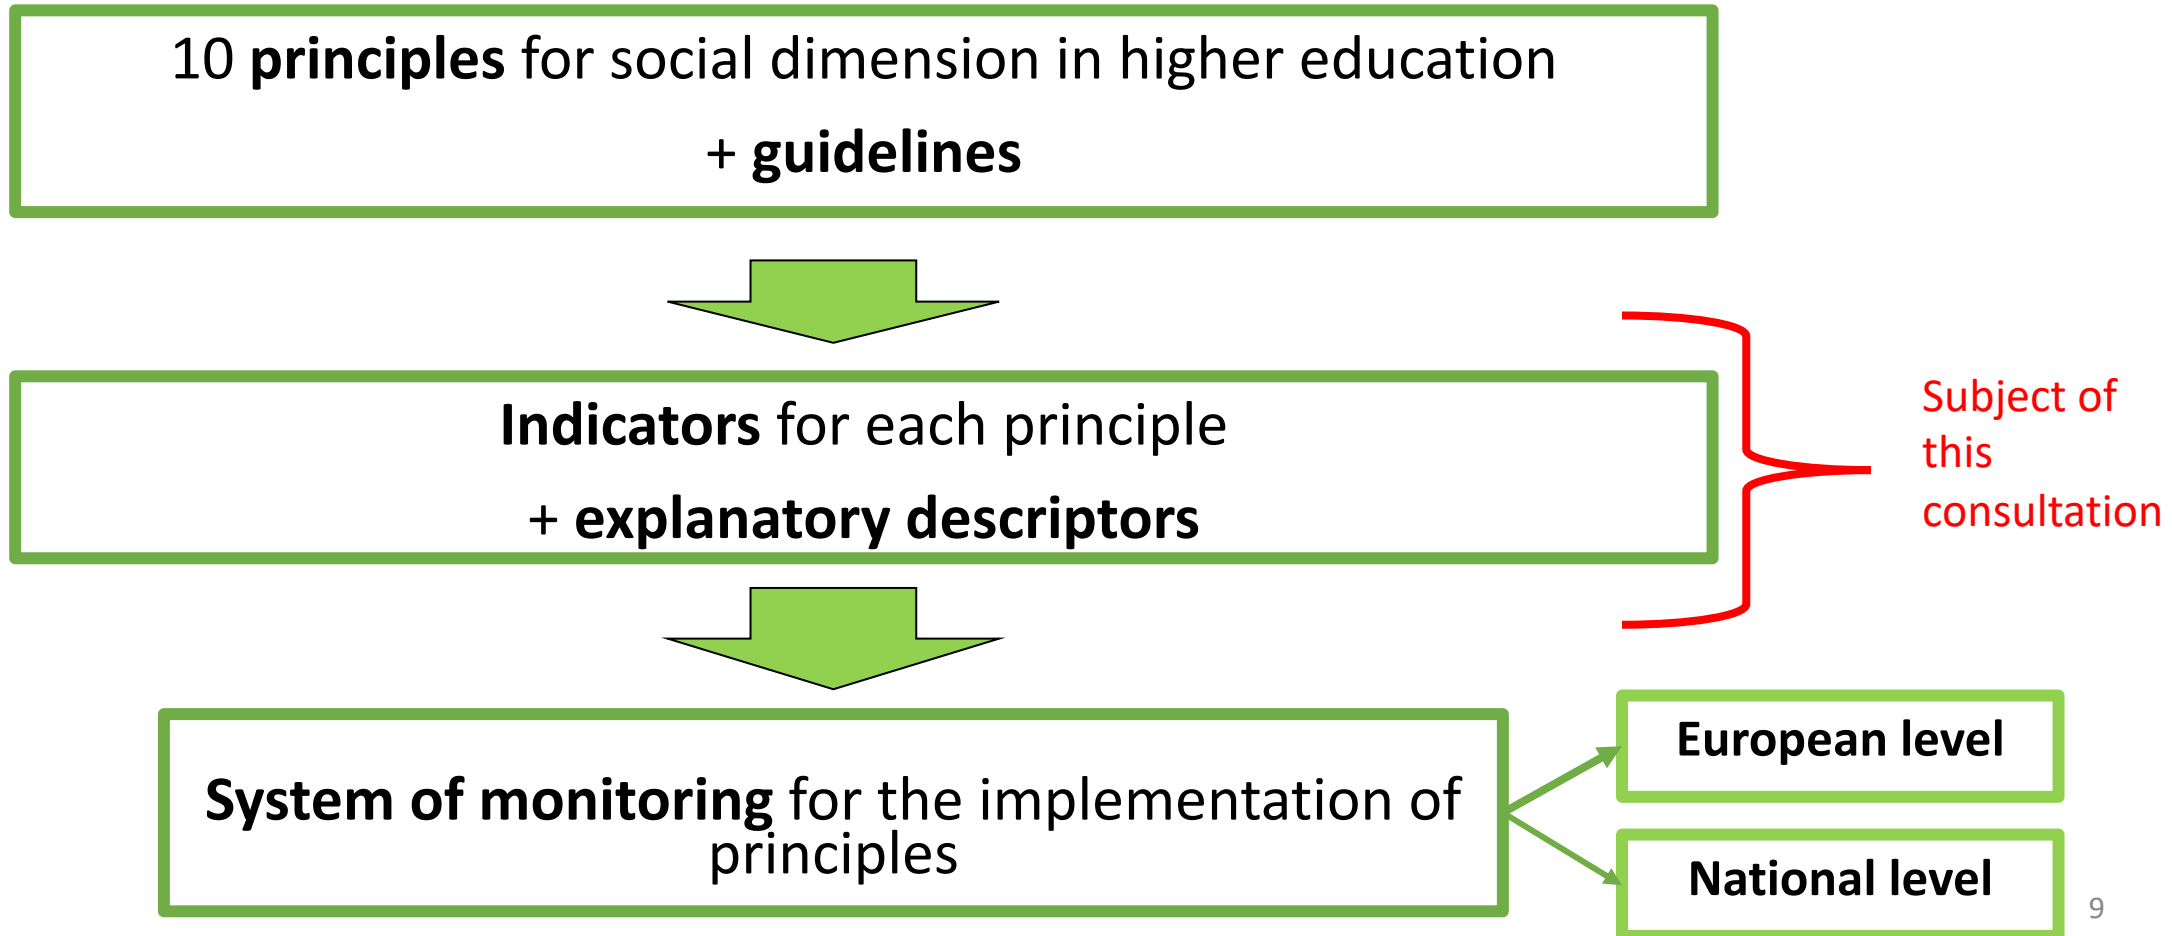 10 principles for social dimension in higher education
+ guidelines
Indicators for each principle
+ explanatory descriptors
Subject of
this
consultation
System of monitoring for the implementation of
principles
European level
National level
9